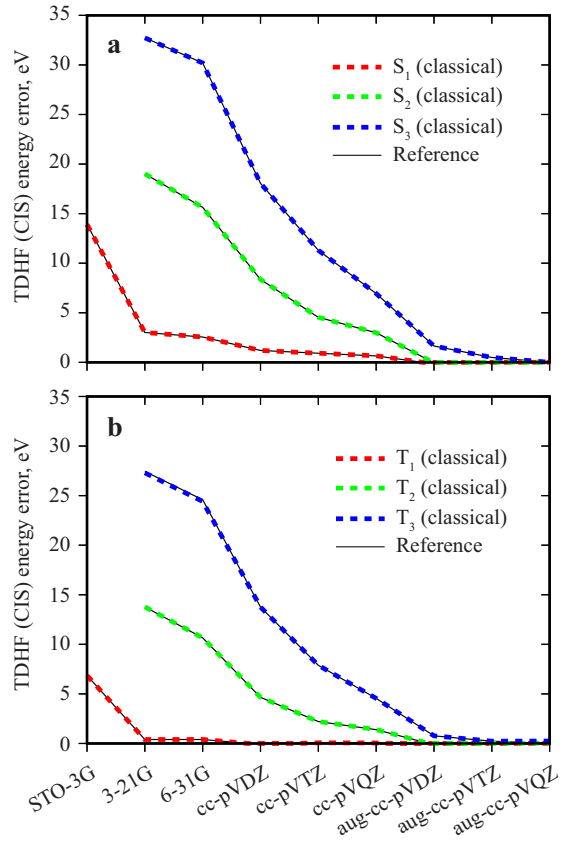 35
30
25
20
15
10
5
0
TDHF (CIS) energy error, eV
a
S₁ (classical)
S₂ (classical)
S₃ (classical)
Reference
35
30
25
20
15
10
5
0
TDHF (CIS) energy error, eV
b
T₁ (classical)
T₂ (classical)
T₃ (classical)
Reference
STO-3G
3-21G
6-31G
cc-pVDZ
cc-pVTZ
cc-pVQZ
aug-cc-pVDZ
aug-cc-pVTZ
aug-cc-pVQZ